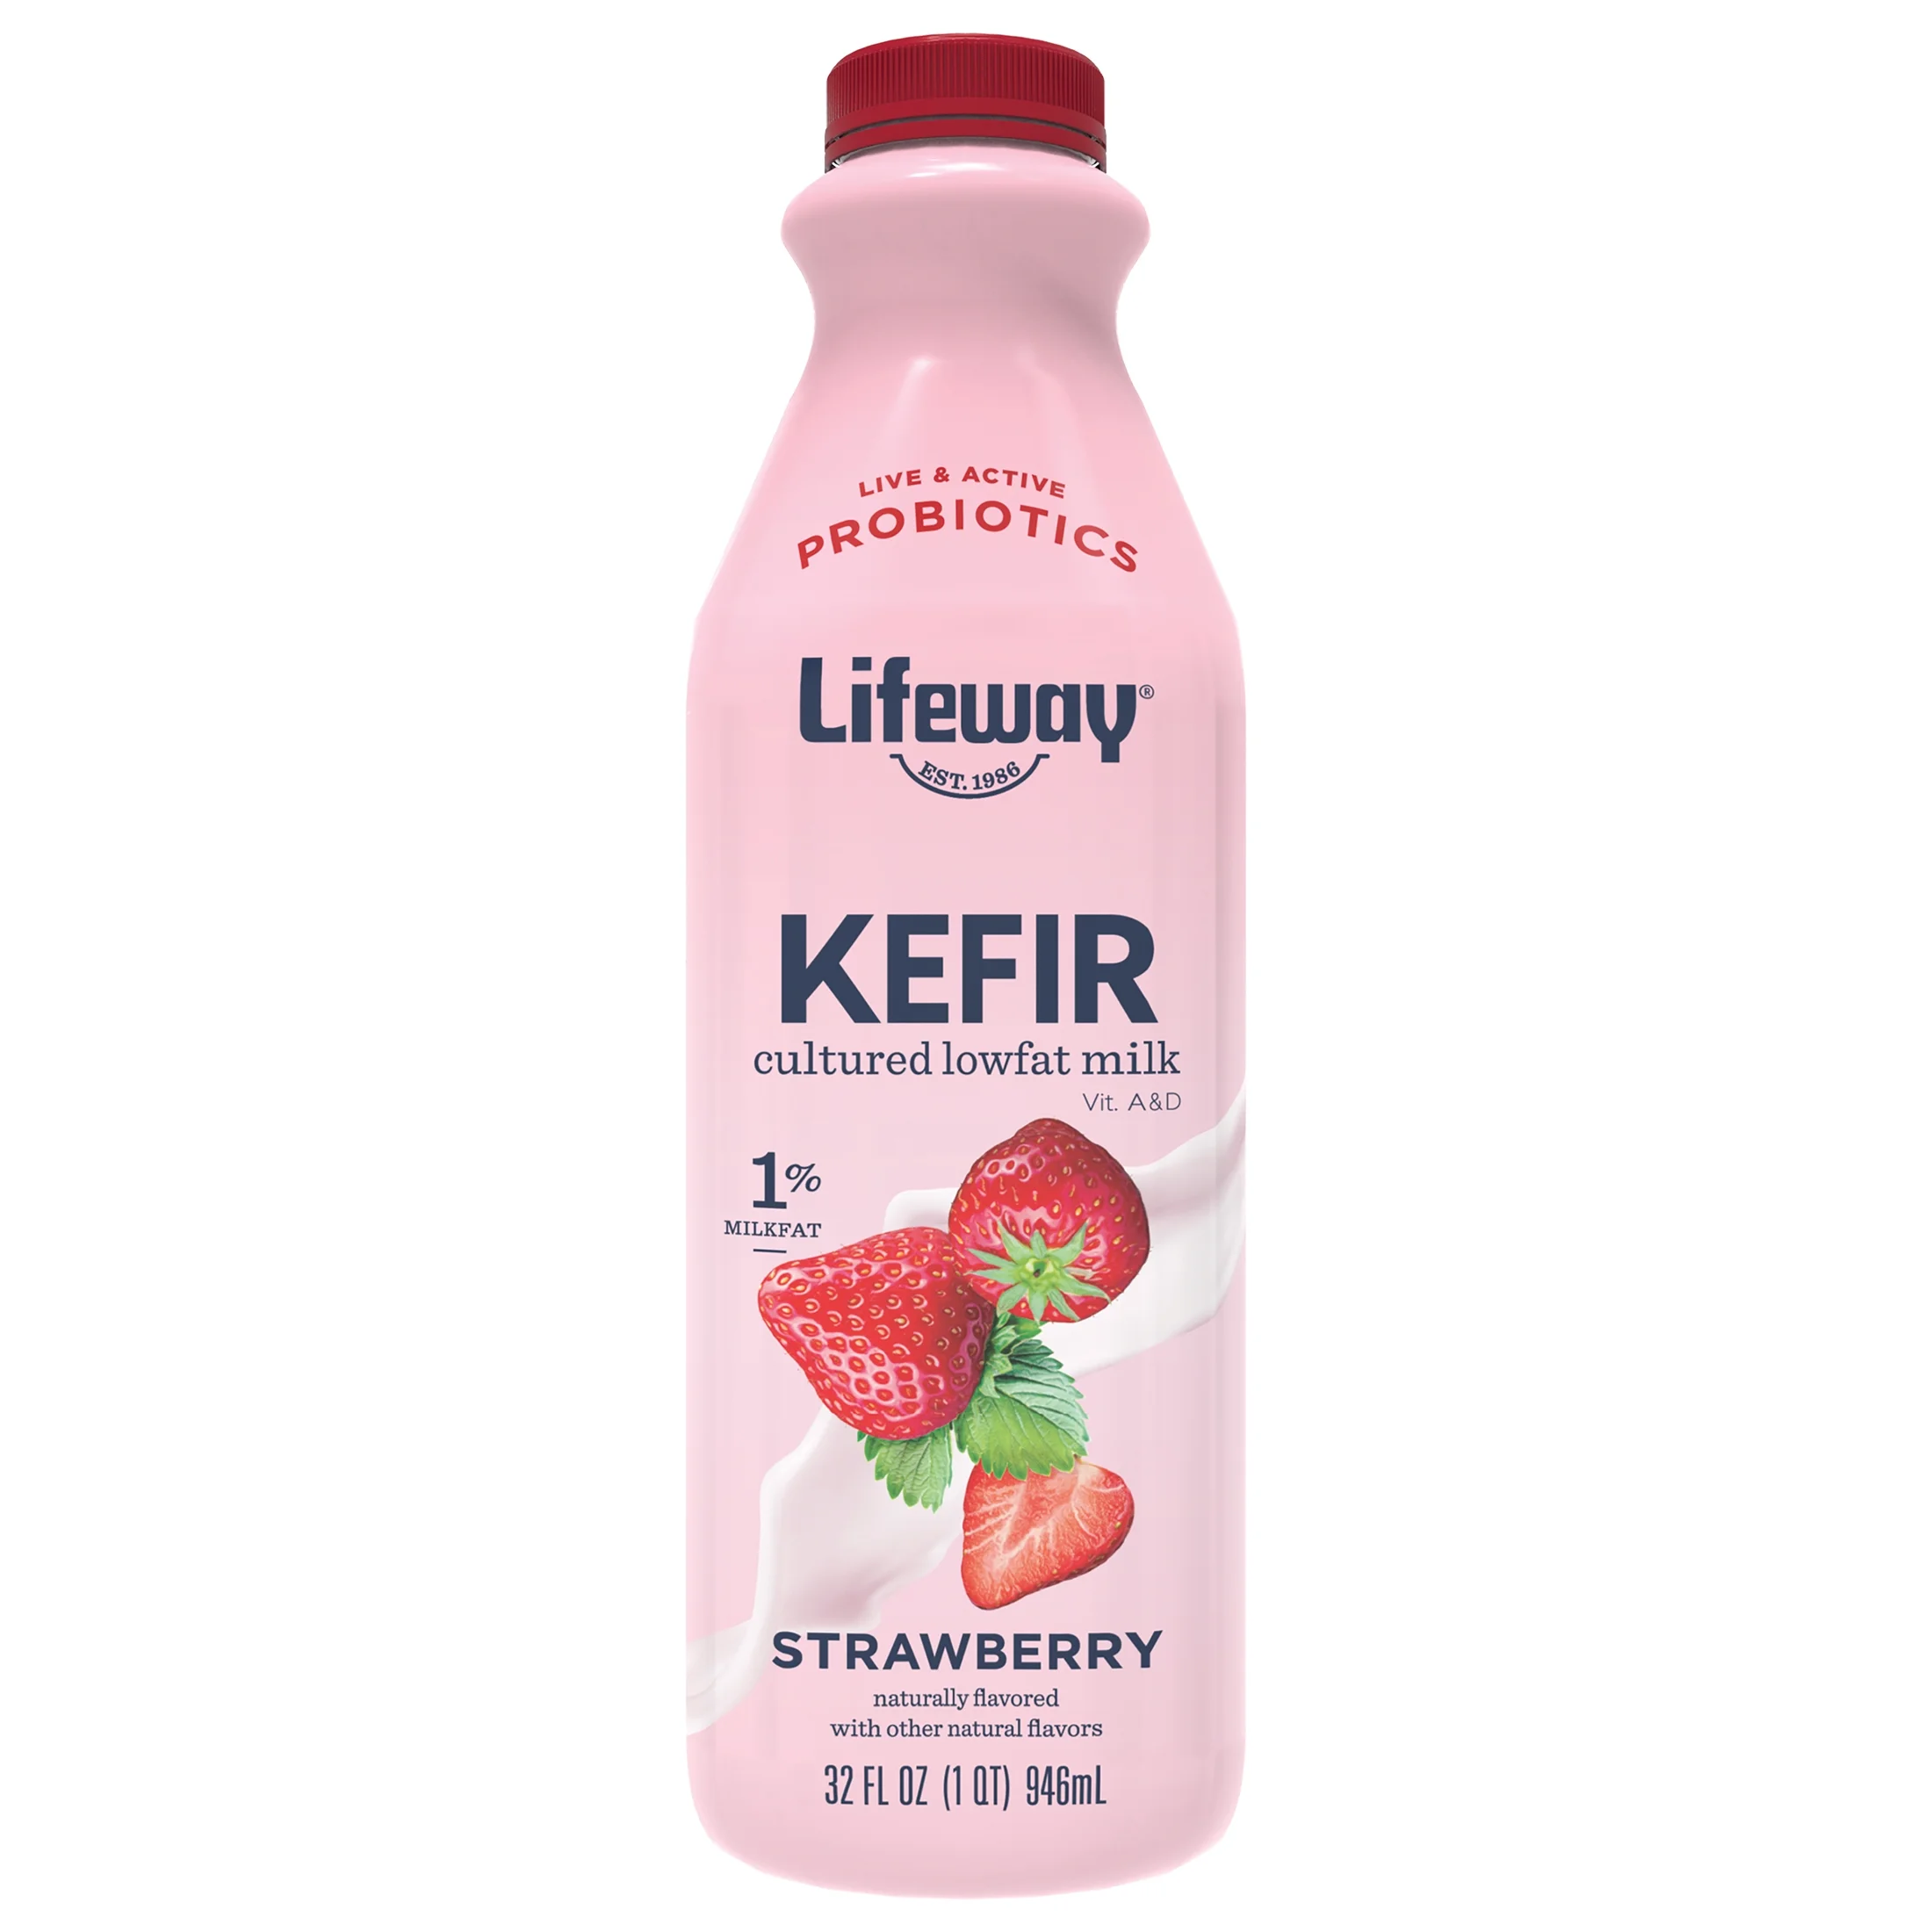 LIVE & ACTIVE
PROBIOTICS
Lifeway®
EST. 1986
KEFIR
cultured lowfat milk
Vit. A&D
1%
MILKFAT
STRAWBERRY
naturally flavored
with other natural flavors
32 FL OZ (1 QT) 946mL